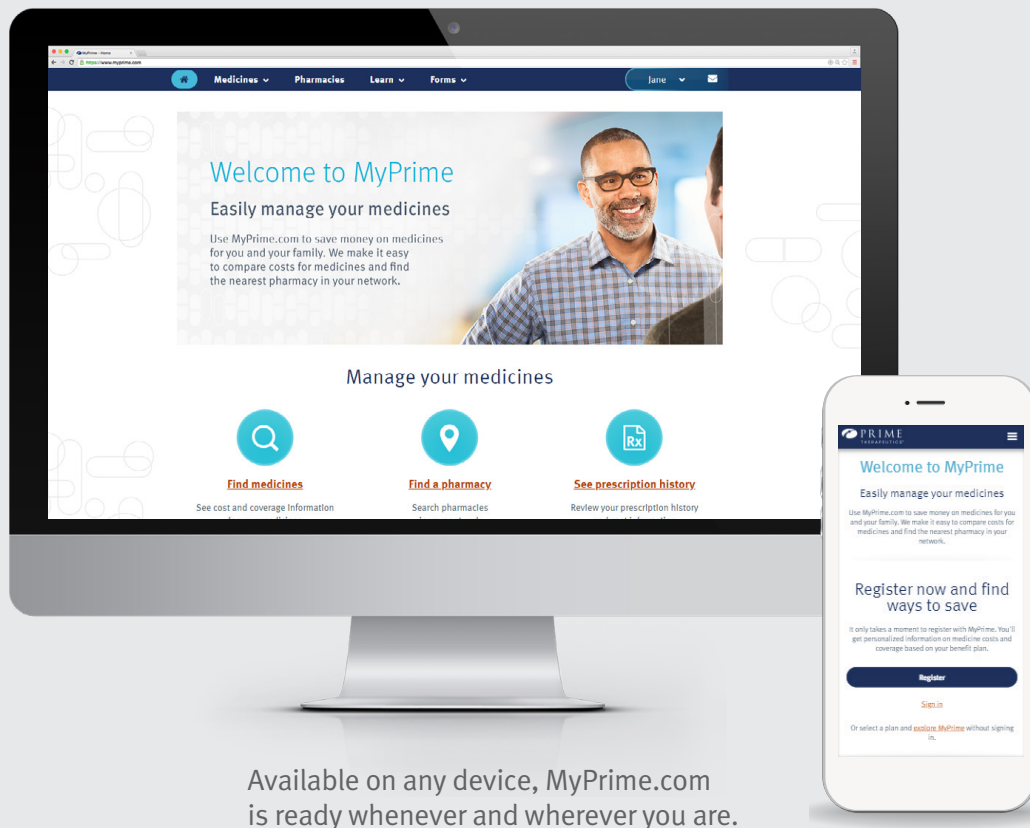 MyPrime - Home
https://www.myprime.com
Medicines
Pharmacies
Learn
Forms
Jane
Welcome to MyPrime
Easily manage your medicines
Use MyPrime.com to save money on medicines
for you and your family. We make it easy
to compare costs for medicines and find
the nearest pharmacy in your network.
Manage your medicines
Rx
Find medicines
Find a pharmacy
See prescription history
See cost and coverage information
Search pharmacies
Review your prescription history
PRIME
THERAPEUTICS
Welcome to MyPrime
Easily manage your medicines
Use MyPrime.com to save money on medicines for you
and your family. We make it easy to compare costs for
medicines and find the nearest pharmacy in your
network.
Register now and find
ways to save
It only takes a moment to register with MyPrime. You'll
get personalized information on medicine costs and
coverage based on your benefit plan.
Register
Sign in
Or select a plan and explore MyPrime without signing
in.
Available on any device, MyPrime.com
is ready whenever and wherever you are.